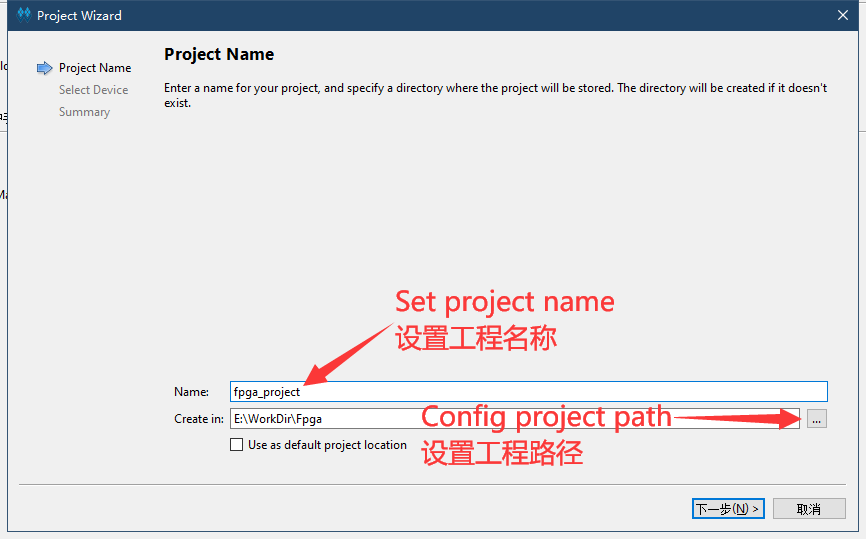 Project Wizard
Project Name
Project Name
Select Device
Summary
Enter a name for your project, and specify a directory where the project will be stored. The directory will be created if it doesn't
exist.
Set project name
设置工程名称
Name:
fpga_project
Create in:
E:\WorkDir\Fpga
Config project path
...
设置工程路径
Use as default project location
下一步(N) >
取消